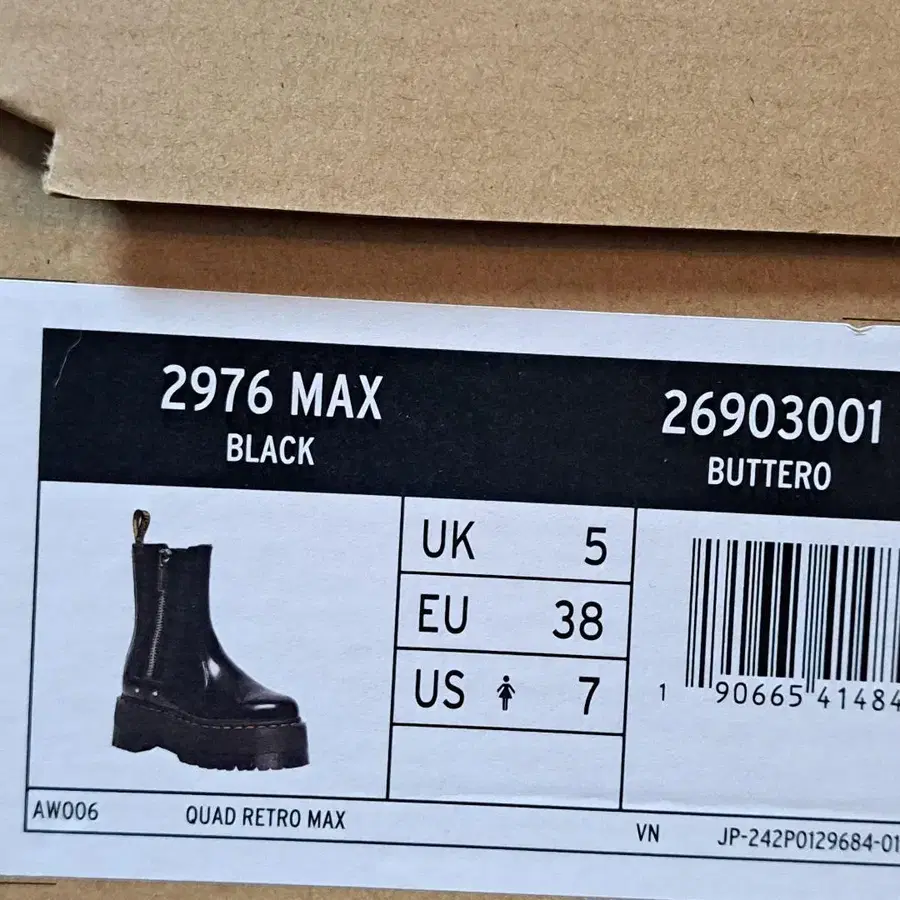 2976 MAX
BLACK
26903001
BUTTERO
UK 5
EU 38
US 7
1 90665 41484
AW006 QUAD RETRO MAX VN JP-242P0129684-01